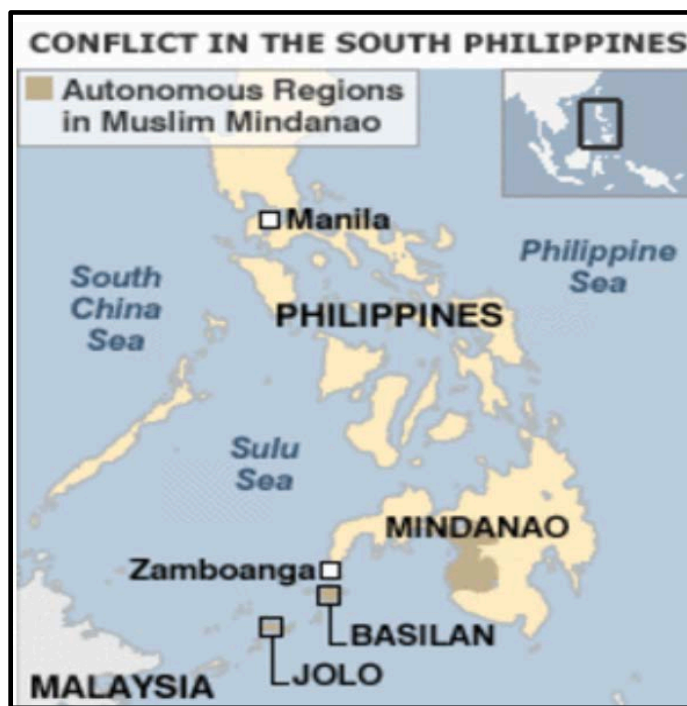 CONFLICT IN THE SOUTH PHILIPPINES
Autonomous Regions
in Muslim Mindanao
Manila
Philippine
Sea
South
China
Sea
PHILIPPINES
Sulu
Sea
MINDANAO
Zamboanga
BASILAN
JOLO
MALAYSIA